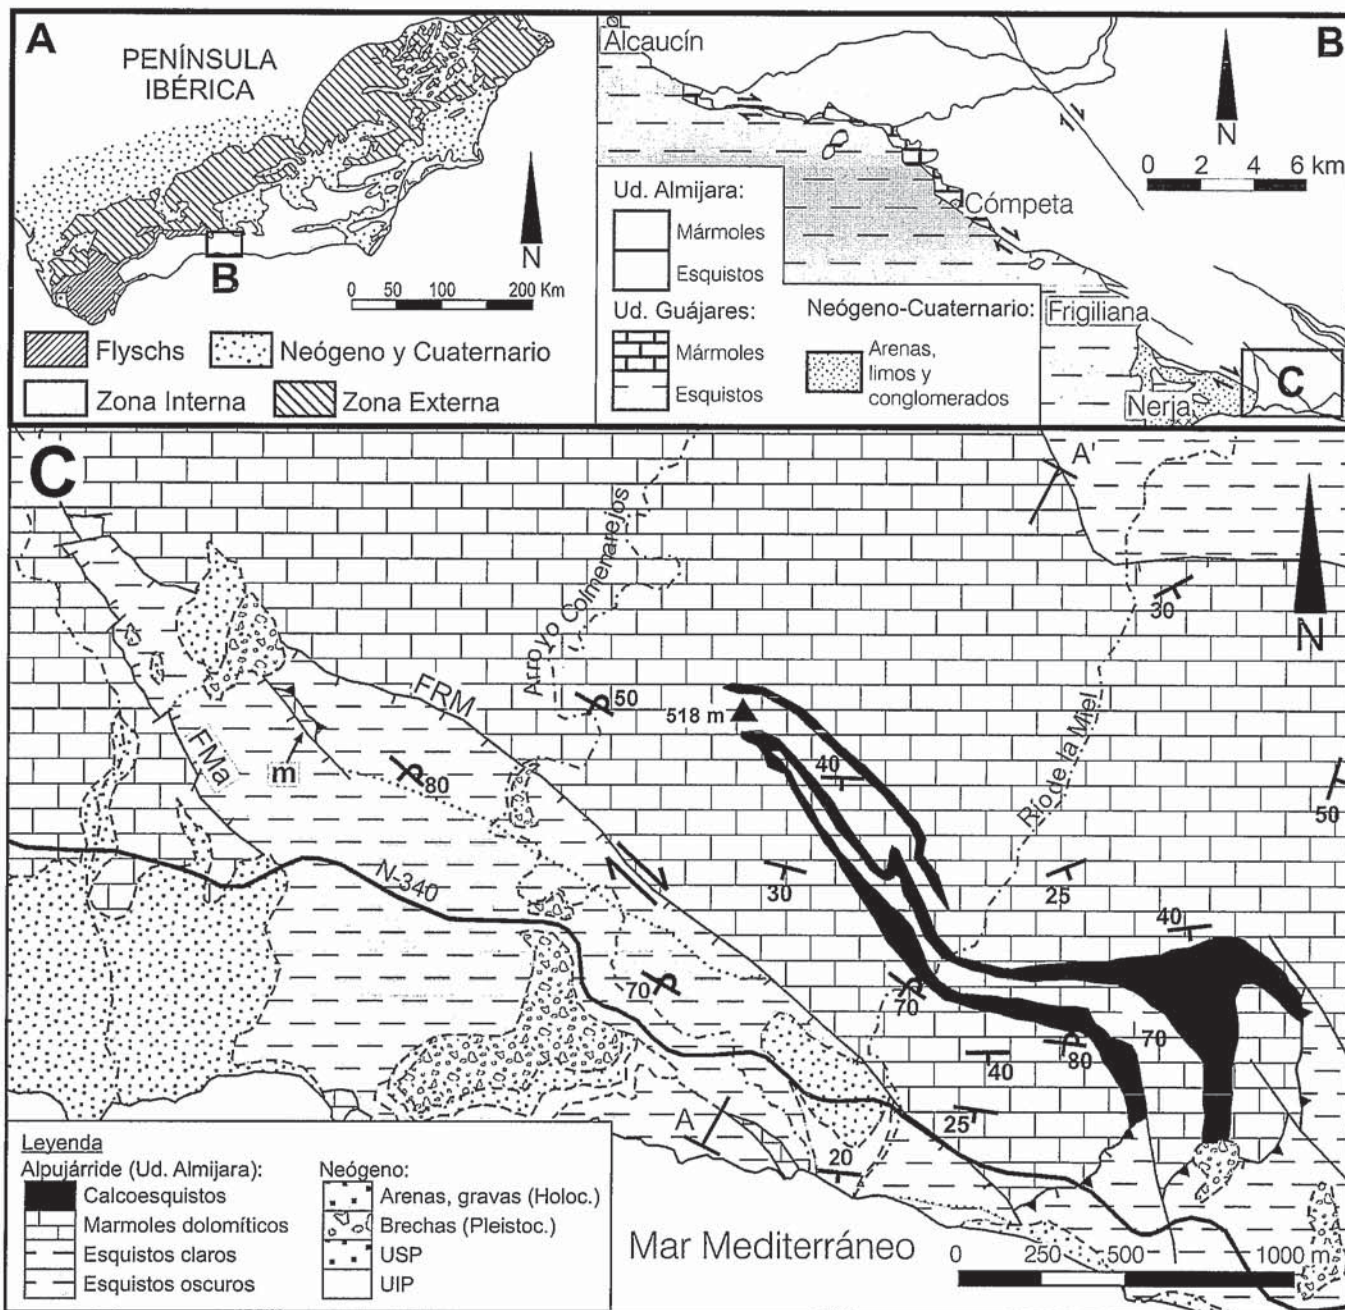 A
PENÍNSULA
IBÉRICA
B
N
0 50 100 200 Km
Flyschs
Neógeno y Cuaternario
Zona Interna
Zona Externa
B
Alcaucín
N
0 2 4 6 km
Cómpeta
Frigiliana
Nerja
C
Ud. Almijara:
Mármoles
Esquistos
Ud. Guájares:
Mármoles
Esquistos
Neógeno-Cuaternario:
Arenas,
limos y
conglomerados
C
A'
N
Arroyo Colmenarejos
Río de la Miel
FRM
FMa
m
N-340
518 m
30
50
80
40
50
30
25
40
70
70
70
80
40
25
20
A
Mar Mediterráneo
0 250 500 1000 m
Leyenda
Alpujárride (Ud. Almijara):
Calcoesquistos
Marmoles dolomíticos
Esquistos claros
Esquistos oscuros
Neógeno:
Arenas, gravas (Holoc.)
Brechas (Pleistoc.)
USP
UIP